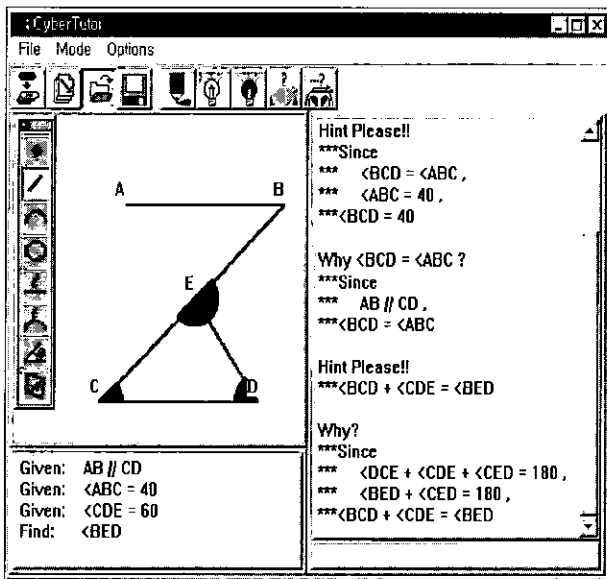 CyberTutor
File Mode Options
A B
E
C D
Given: AB // CD
Given: <ABC = 40
Given: <CDE = 60
Find: <BED
Hint Please!!
***Since
*** <BCD = <ABC ,
*** <ABC = 40 ,
***<BCD = 40
Why <BCD = <ABC ?
***Since
*** AB // CD ,
***<BCD = <ABC
Hint Please!!
***<BCD + <CDE = <BED
Why?
***Since
*** <DCE + <CDE + <CED = 180 ,
*** <BED + <CED = 180 ,
***<BCD + <CDE = <BED